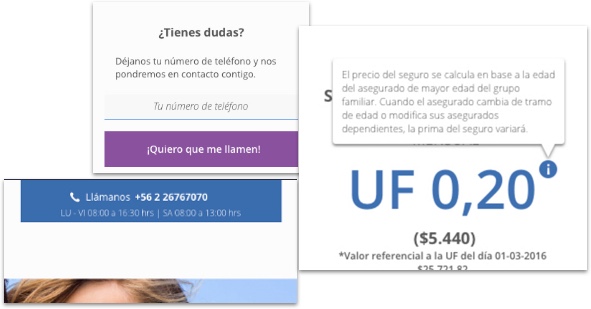 ¿Tienes dudas?
Déjanos tu número de teléfono y nos
pondremos en contacto contigo.
Tu número de teléfono
¡Quiero que me llamen!
Llámanos +56 2 26767070
LU - VI 08:00 a 16:30 hrs | SA 08:00 a 13:00 hrs
El precio del seguro se calcula en base a la edad
del asegurado de mayor edad del grupo
familiar. Cuando el asegurado cambia de tramo
de edad o modifica sus asegurados
dependientes, la prima del seguro variará.
UF 0,20
i
($5.440)
*Valor referencial a la UF del día 01-03-2016
$25.721,82